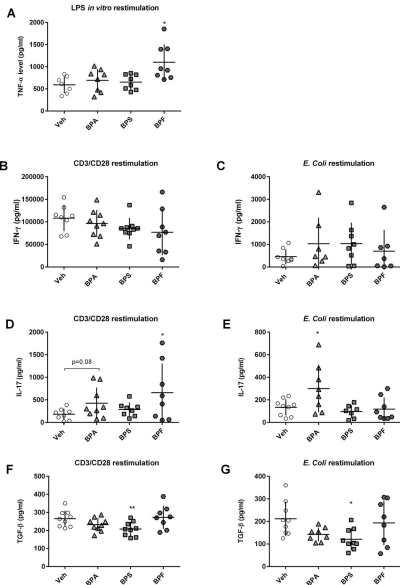 A
LPS in vitro restimulation
TNF-α level (pg/ml)
2000
1500
1000
500
0
*
Veh
BPA
BPS
BPF
B
CD3/CD28 restimulation
IFN-γ (pg/ml)
200000
150000
100000
50000
0
Veh
BPA
BPS
BPF
C
E. Coli restimulation
IFN-γ (pg/ml)
4000
3000
2000
1000
0
Veh
BPA
BPS
BPF
D
CD3/CD28 restimulation
IL-17 (pg/ml)
2000
1500
1000
500
0
p=0.08
*
Veh
BPA
BPS
BPF
E
E. Coli restimulation
IL-17 (pg/ml)
800
600
400
200
0
*
Veh
BPA
BPS
BPF
F
CD3/CD28 restimulation
TGF-β (pg/ml)
500
400
300
200
100
0
**
Veh
BPA
BPS
BPF
G
E. Coli restimulation
TGF-β (pg/ml)
400
300
200
100
0
*
Veh
BPA
BPS
BPF